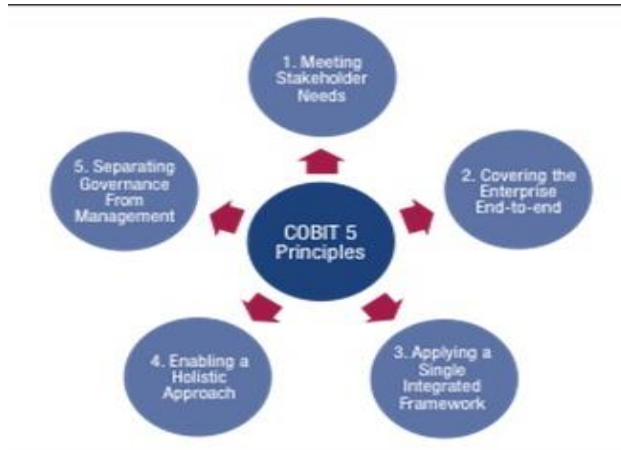 1. Meeting
Stakeholder
Needs
5. Separating
Governance
From
Management
2. Covering the
Enterprise
End-to-end
COBIT 5
Principles
4. Enabling a
Holistic
Approach
3. Applying a
Single
Integrated
Framework